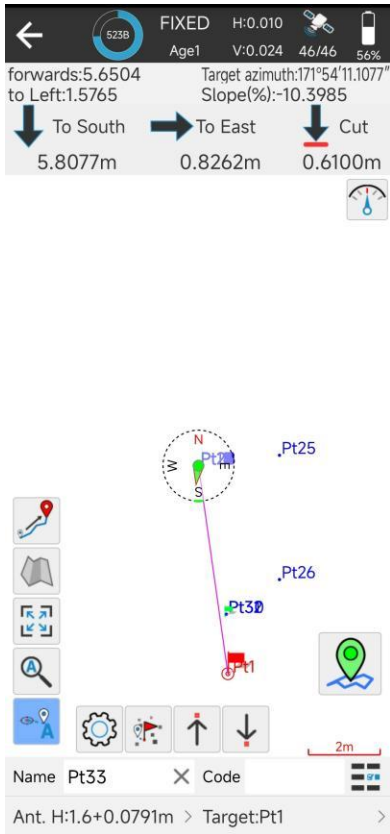 523B FIXED H:0.010
Age1 V:0.024 46/46 56%
forwards:5.6504 Target azimuth:171°54′11.1077″
to Left:1.5765 Slope(%):-10.3985
To South To East Cut
5.8077m 0.8262m 0.6100m
N
Pt25
W E
S
Pt26
Pt1
A
A
2m
Name Pt33 Code
Ant. H:1.6+0.0791m > Target:Pt1 >